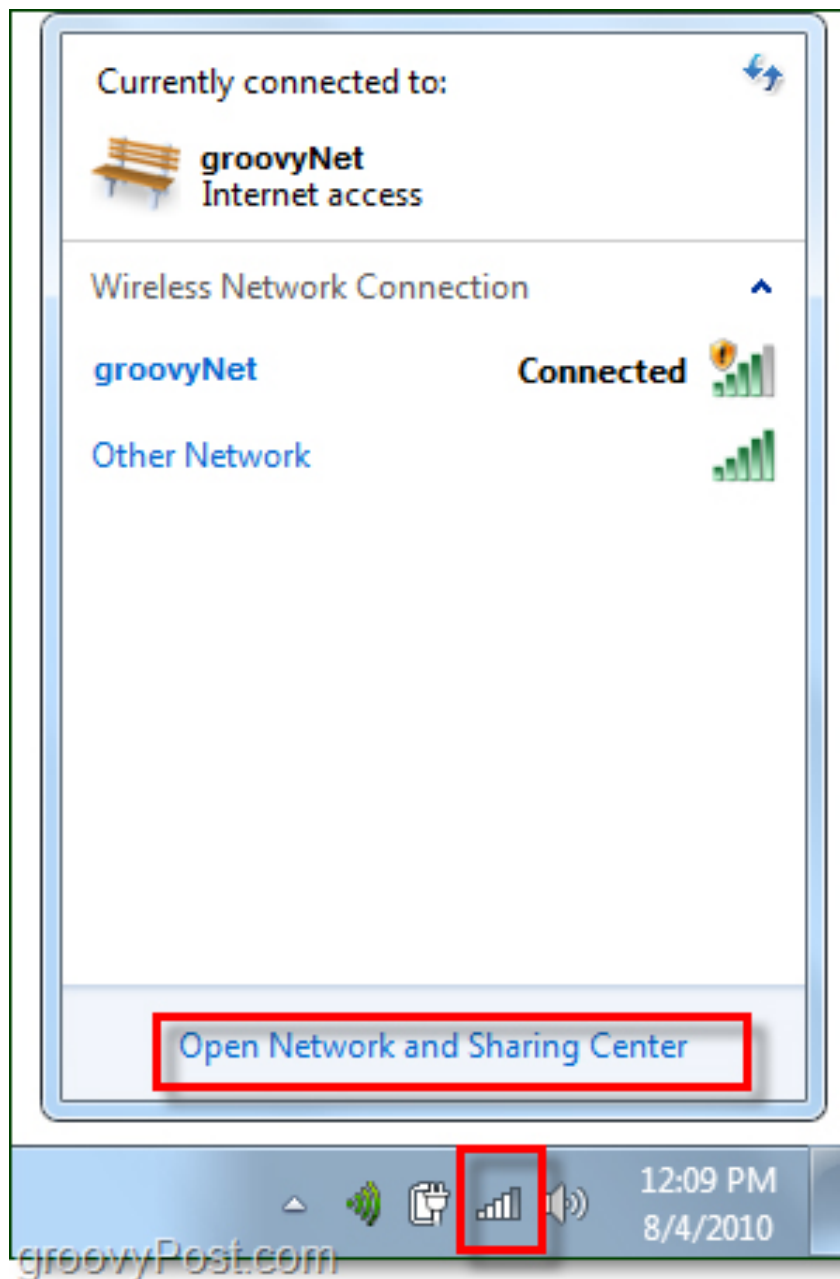 Currently connected to:
groovyNet
Internet access
Wireless Network Connection
groovyNet Connected
Other Network
Open Network and Sharing Center
12:09 PM
8/4/2010
groovyPost.com